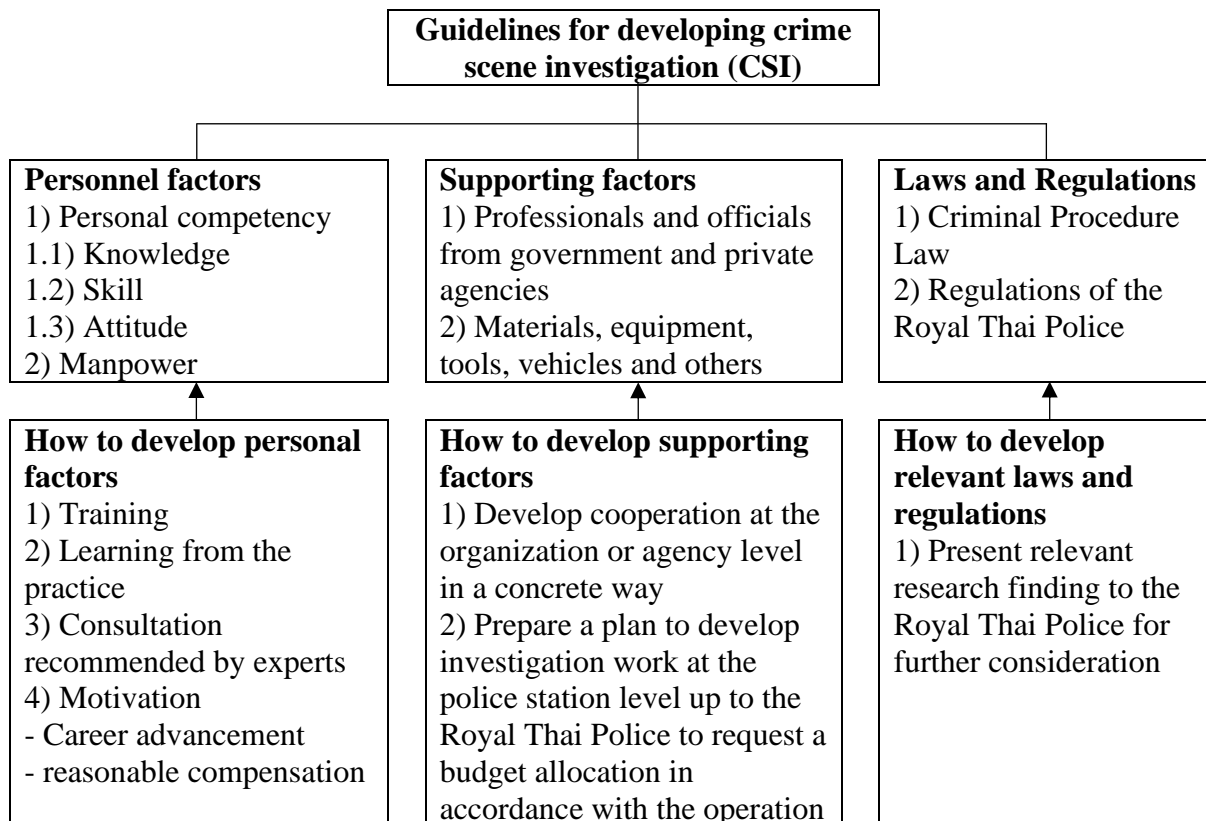 Guidelines for developing crime
scene investigation (CSI)
Personnel factors
1) Personal competency
1.1) Knowledge
1.2) Skill
1.3) Attitude
2) Manpower
Supporting factors
1) Professionals and officials
from government and private
agencies
2) Materials, equipment,
tools, vehicles and others
Laws and Regulations
1) Criminal Procedure
Law
2) Regulations of the
Royal Thai Police
How to develop personal
factors
1) Training
2) Learning from the
practice
3) Consultation
recommended by experts
4) Motivation
- Career advancement
- reasonable compensation
How to develop supporting
factors
1) Develop cooperation at the
organization or agency level
in a concrete way
2) Prepare a plan to develop
investigation work at the
police station level up to the
Royal Thai Police to request a
budget allocation in
accordance with the operation
How to develop
relevant laws and
regulations
1) Present relevant
research finding to the
Royal Thai Police for
further consideration